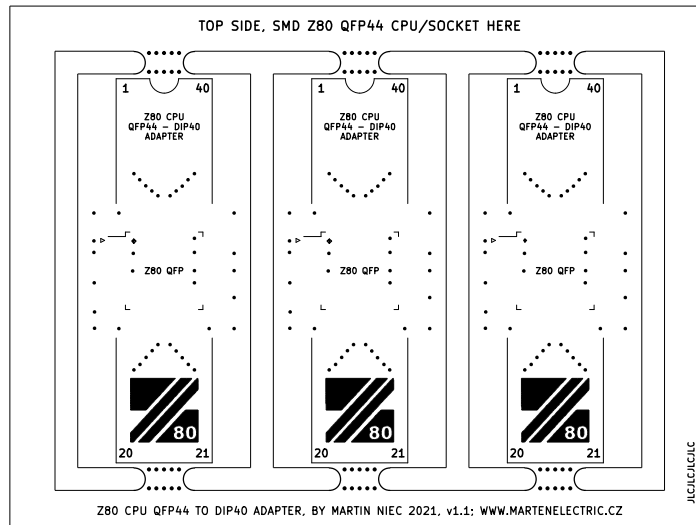 TOP SIDE, SMD Z80 QFP44 CPU/SOCKET HERE
1 40
Z80 CPU
QFP44 - DIP40
ADAPTER
Z80 QFP
80
20 21
1 40
Z80 CPU
QFP44 - DIP40
ADAPTER
Z80 QFP
80
20 21
1 40
Z80 CPU
QFP44 - DIP40
ADAPTER
Z80 QFP
80
20 21
JLCJLCJLCJLC
Z80 CPU QFP44 TO DIP40 ADAPTER, BY MARTIN NIEC 2021, v1.1; WWW.MARTENELECTRIC.CZ